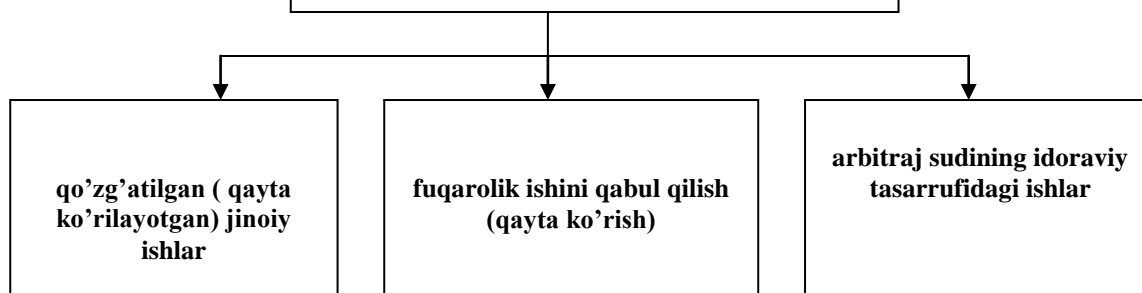 qo’zg’atilgan ( qayta
ko’rilayotgan) jinoiy
ishlar
fuqarolik ishini qabul qilish
(qayta ko’rish)
arbitraj sudining idoraviy
tasarrufidagi ishlar